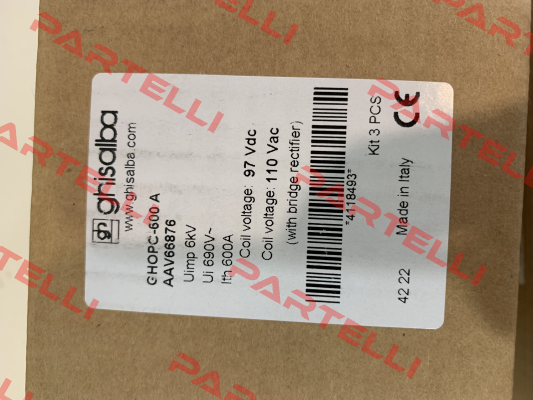 gh ghisalba
www.ghisalba.com
GHOPC-600 A
AAV66876
Uimp 6kV
Ui 690V~
Ith 600A
Coil voltage: 97 Vdc
Coil voltage: 110 Vac
(with bridge rectifier)
*4118493*
Kit 3 PCS
42 22
Made in Italy
CE
PARTELLI
PARTELLI
PARTELLI
PARTELLI
PARTELLI